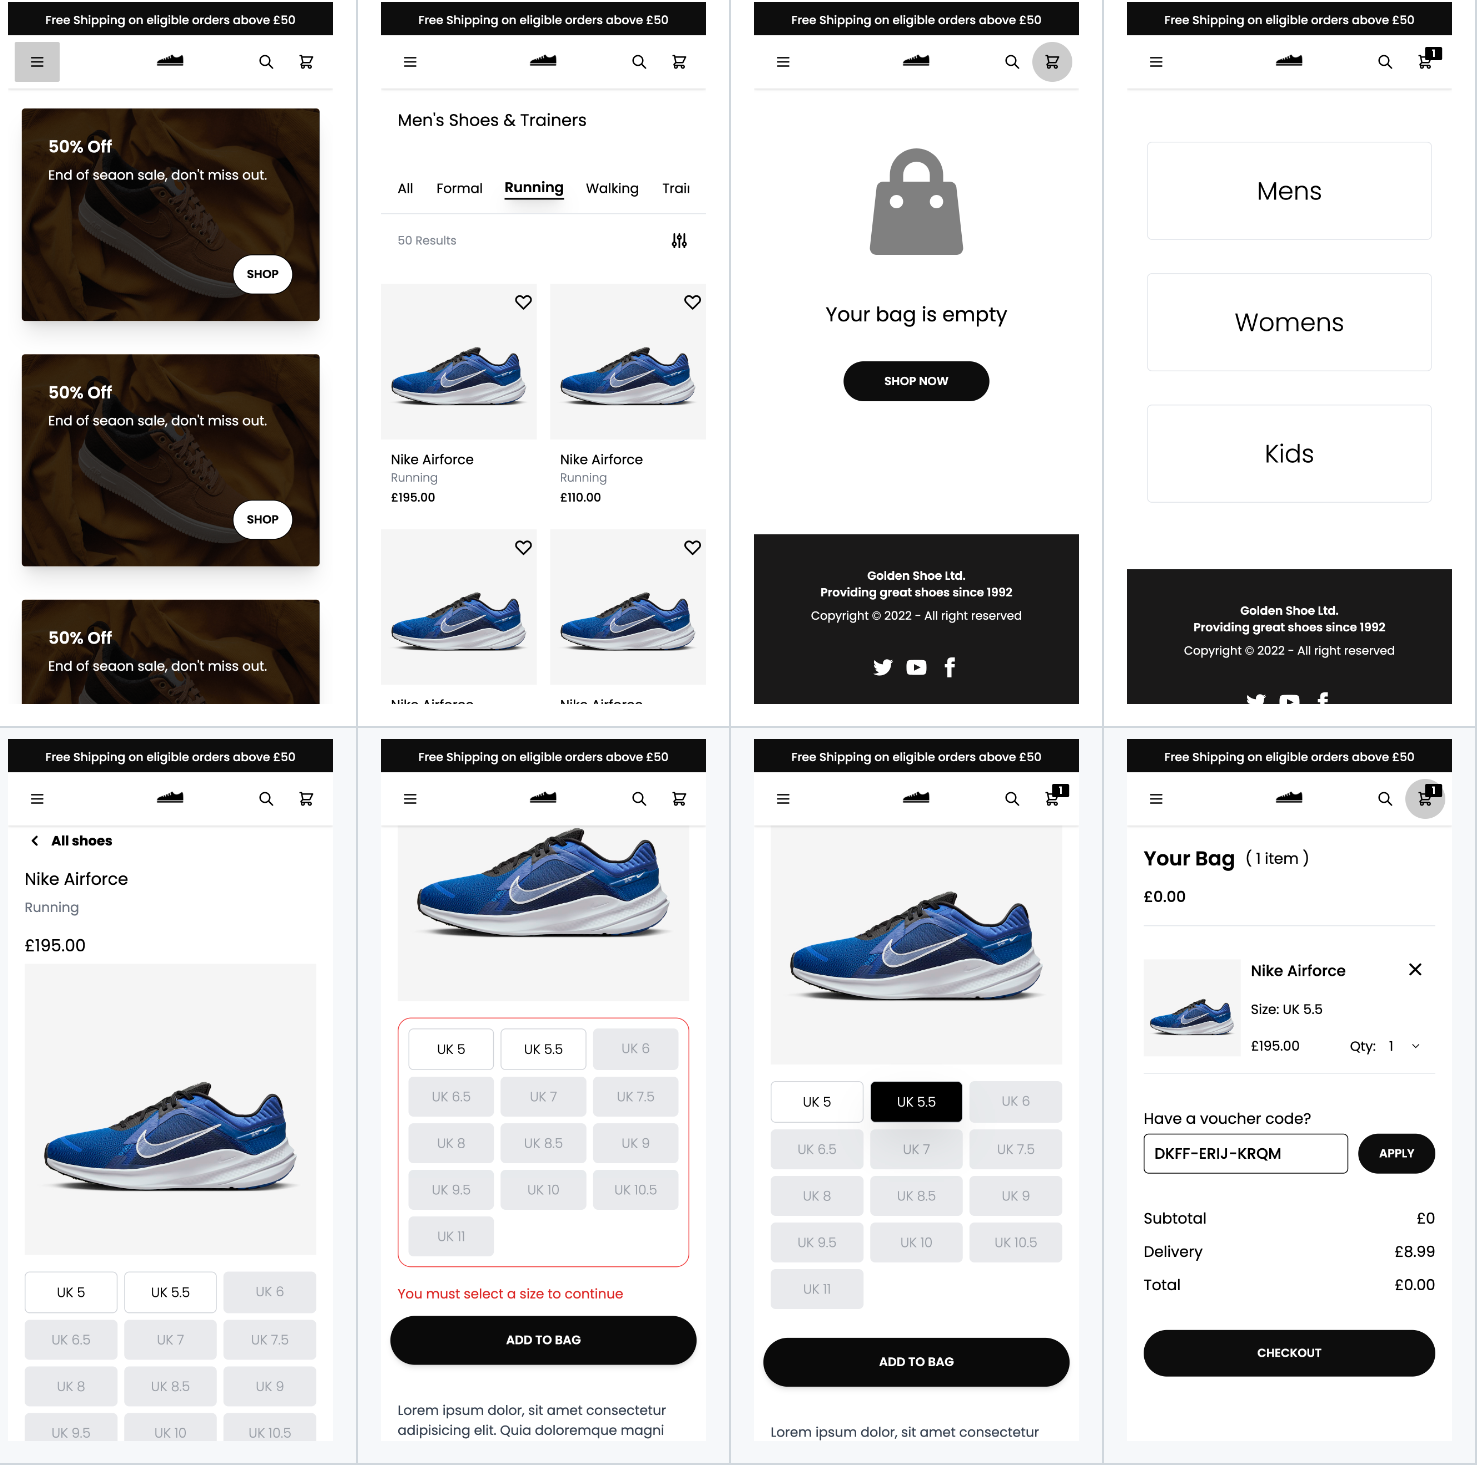 Free Shipping on eligible orders above £50
50% Off
End of seaon sale, don't miss out.
SHOP
50% Off
End of seaon sale, don't miss out.
SHOP
50% Off
End of seaon sale, don't miss out.
Free Shipping on eligible orders above £50
Men's Shoes & Trainers
All Formal Running Walking Traii
50 Results
Nike Airforce
Running
£195.00
Nike Airforce
Running
£110.00
Nike Airforce
Nike Airforce
Free Shipping on eligible orders above £50
Your bag is empty
SHOP NOW
Golden Shoe Ltd.
Providing great shoes since 1992
Copyright © 2022 - All right reserved
Free Shipping on eligible orders above £50
1
Mens
Womens
Kids
Golden Shoe Ltd.
Providing great shoes since 1992
Copyright © 2022 - All right reserved
Free Shipping on eligible orders above £50
All shoes
Nike Airforce
Running
£195.00
UK 5 UK 5.5 UK 6
UK 6.5 UK 7 UK 7.5
UK 8 UK 8.5 UK 9
UK 9.5 UK 10 UK 10.5
Free Shipping on eligible orders above £50
UK 5 UK 5.5 UK 6
UK 6.5 UK 7 UK 7.5
UK 8 UK 8.5 UK 9
UK 9.5 UK 10 UK 10.5
UK 11
You must select a size to continue
ADD TO BAG
Lorem ipsum dolor, sit amet consectetur
adipisicing elit. Quia doloremque magni
Free Shipping on eligible orders above £50
1
UK 5 UK 5.5 UK 6
UK 6.5 UK 7 UK 7.5
UK 8 UK 8.5 UK 9
UK 9.5 UK 10 UK 10.5
UK 11
ADD TO BAG
Lorem ipsum dolor, sit amet consectetur
Free Shipping on eligible orders above £50
1
Your Bag ( 1 item )
£0.00
Nike Airforce
Size: UK 5.5
£195.00 Qty: 1
Have a voucher code?
DKFF-ERIJ-KRQM APPLY
Subtotal £0
Delivery £8.99
Total £0.00
CHECKOUT